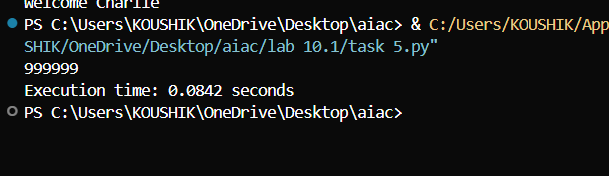 Welcome Charlie
PS C:\Users\KOUSHIK\OneDrive\Desktop\aiac> & C:/Users/KOUSHIK/App
SHIK/OneDrive/Desktop/aiac/lab 10.1/task 5.py"
999999
Execution time: 0.0842 seconds
PS C:\Users\KOUSHIK\OneDrive\Desktop\aiac>